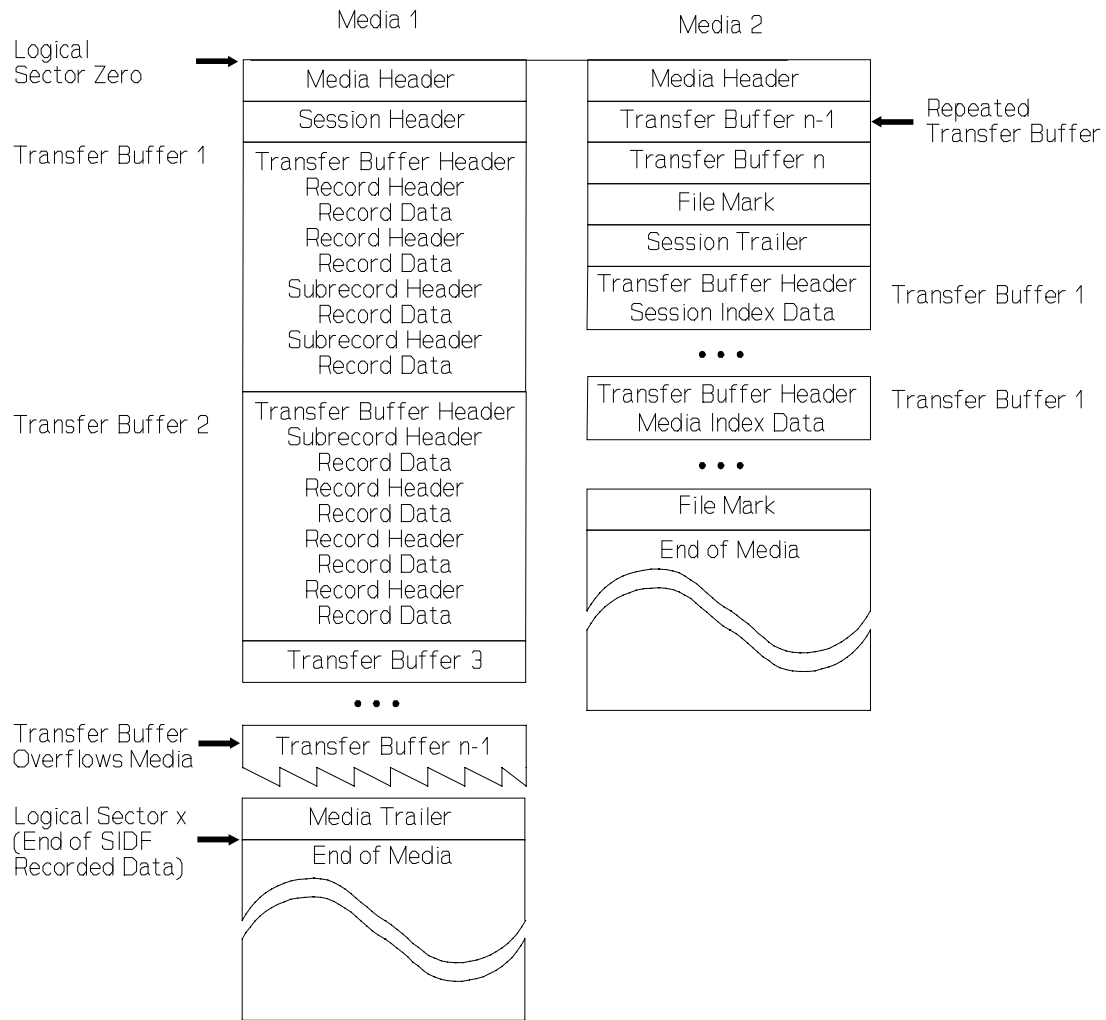 Media 1
Logical
Sector Zero
Media Header
Session Header
Transfer Buffer 1
Transfer Buffer Header
Record Header
Record Data
Record Header
Record Data
Subrecord Header
Record Data
Subrecord Header
Record Data
Transfer Buffer 2
Transfer Buffer Header
Subrecord Header
Record Data
Record Header
Record Data
Record Header
Record Data
Record Header
Record Data
Transfer Buffer 3
• • •
Transfer Buffer
Overflows Media
Transfer Buffer n-1
Logical Sector x
(End of SIDF
Recorded Data)
Media Trailer
End of Media
Media 2
Media Header
Transfer Buffer n-1
Repeated
Transfer Buffer
Transfer Buffer n
File Mark
Session Trailer
Transfer Buffer Header
Session Index Data
Transfer Buffer 1
• • •
Transfer Buffer Header
Media Index Data
Transfer Buffer 1
• • •
File Mark
End of Media